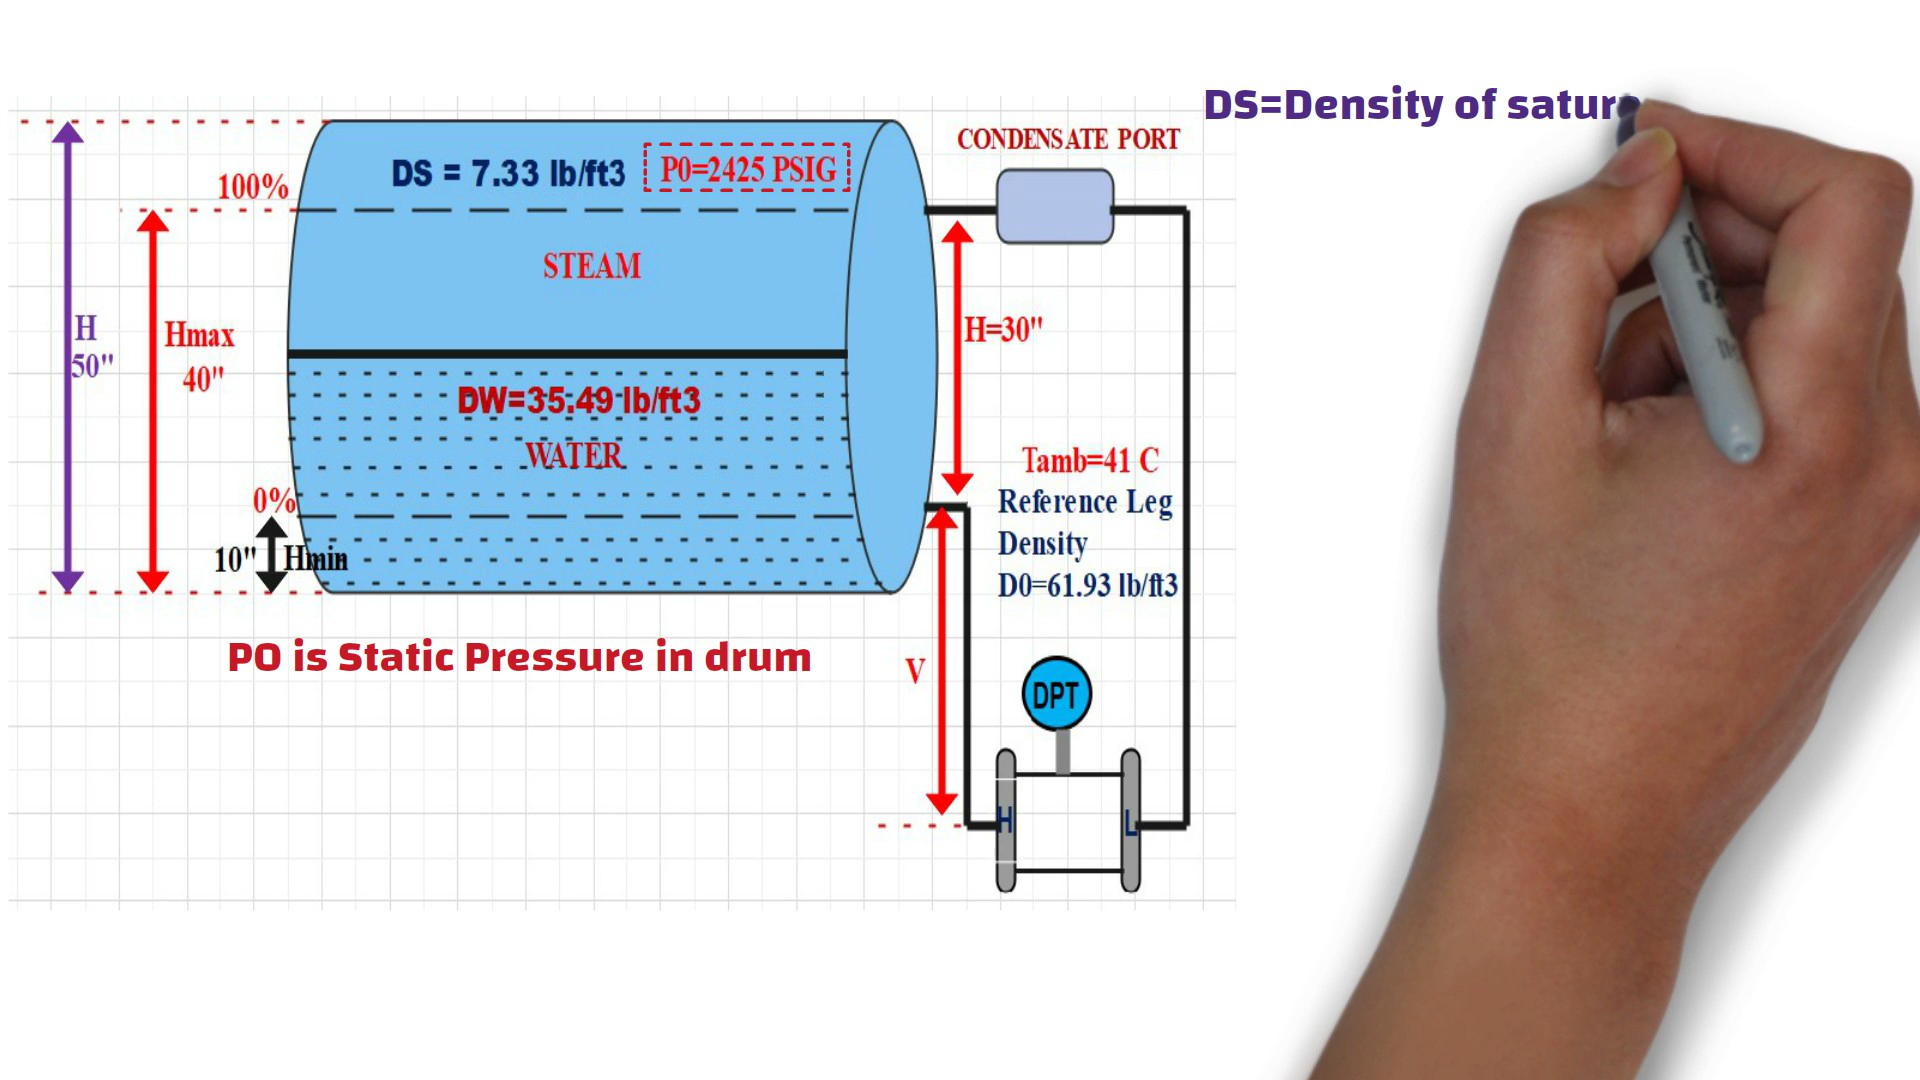 DS=Density of satur
CONDENSATE PORT
DS = 7.33 lb/ft3
P0=2425 PSIG
100%
STEAM
H
50"
Hmax
40"
H=30"
DW=35.49 lb/ft3
WATER
Tamb=41 C
0%
Reference Leg
Density
D0=61.93 lb/ft3
10"
Hmin
PO is Static Pressure in drum
V
DPT
H
L